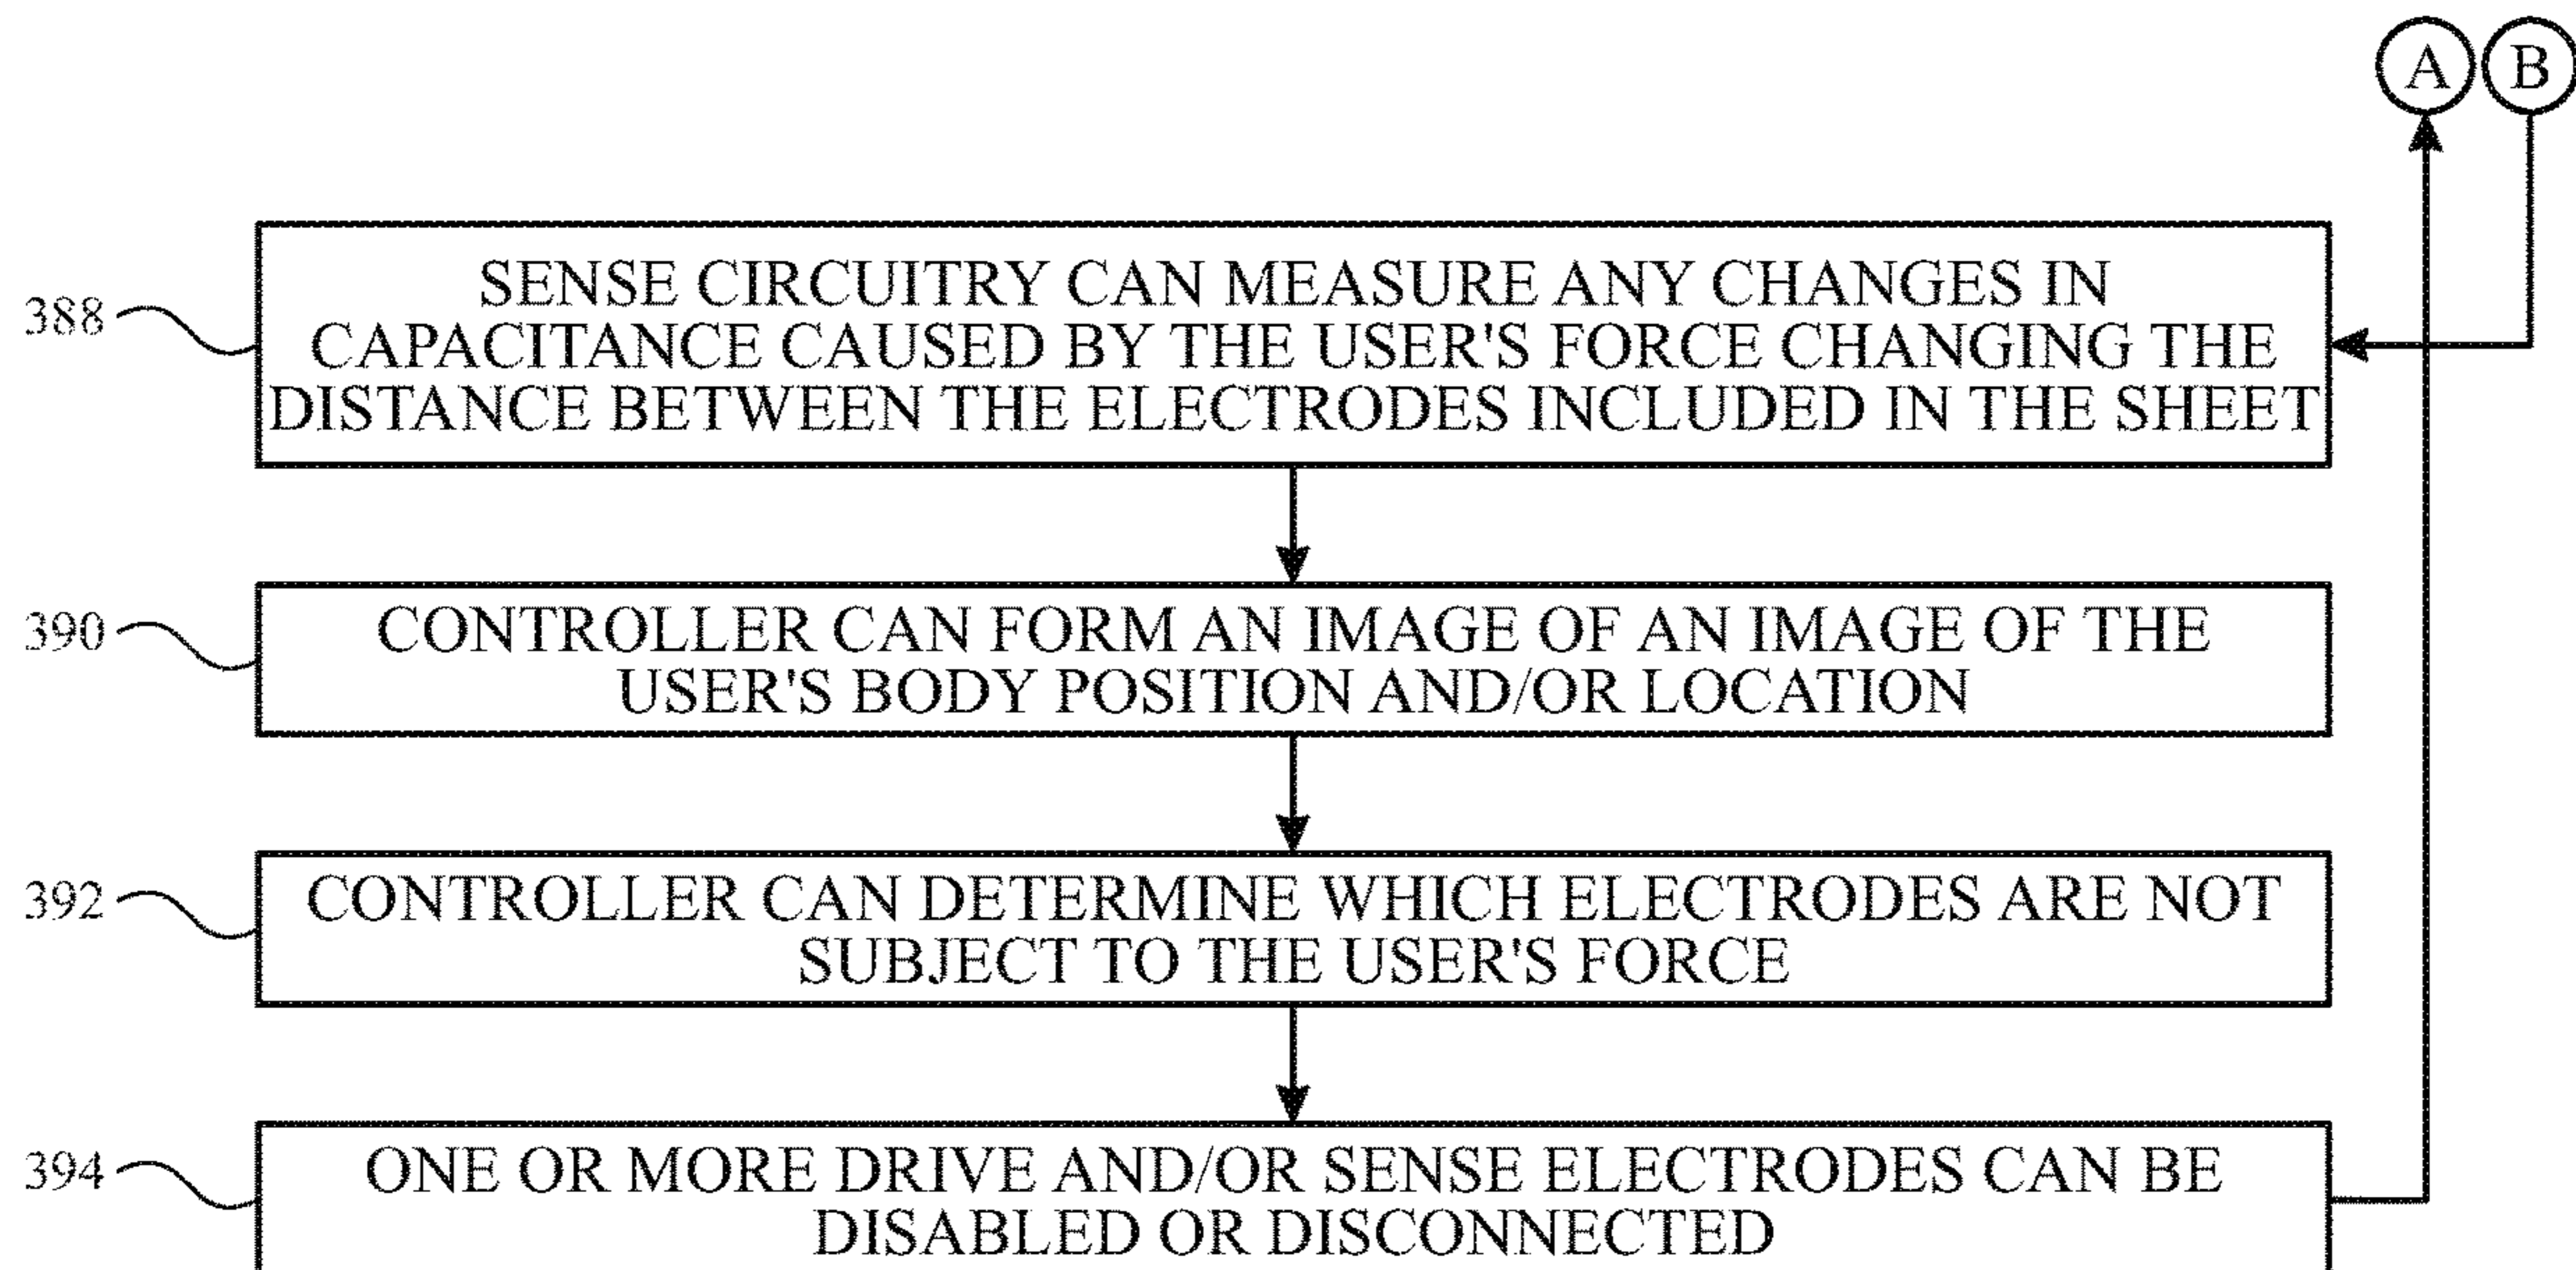 A B
388
SENSE CIRCUITRY CAN MEASURE ANY CHANGES IN
CAPACITANCE CAUSED BY THE USER'S FORCE CHANGING THE
DISTANCE BETWEEN THE ELECTRODES INCLUDED IN THE SHEET
390
CONTROLLER CAN FORM AN IMAGE OF AN IMAGE OF THE
USER'S BODY POSITION AND/OR LOCATION
392
CONTROLLER CAN DETERMINE WHICH ELECTRODES ARE NOT
SUBJECT TO THE USER'S FORCE
394
ONE OR MORE DRIVE AND/OR SENSE ELECTRODES CAN BE
DISABLED OR DISCONNECTED